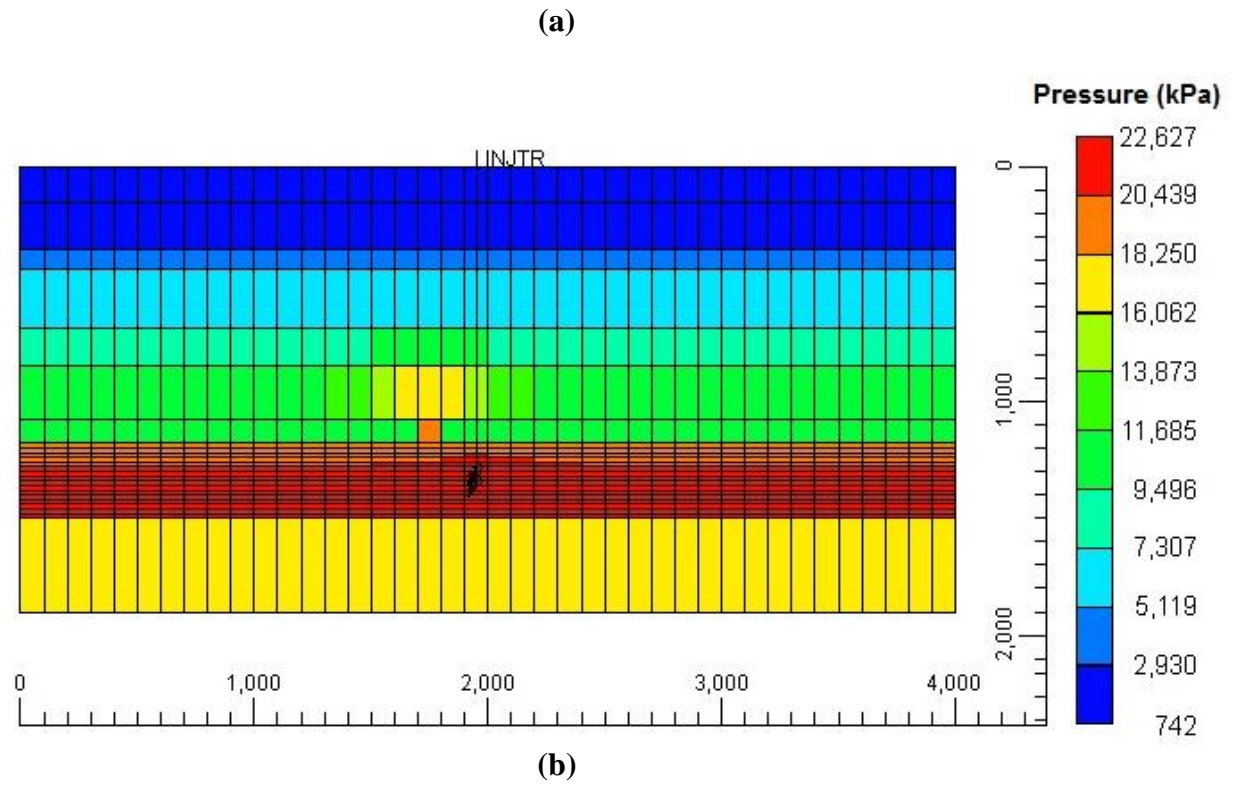 (a)
Pressure (kPa)
INJTR
22,627
20,439
18,250
16,062
13,873
11,685
9,496
7,307
5,119
2,930
742
0
1,000
2,000
0 1,000 2,000 3,000 4,000
(b)